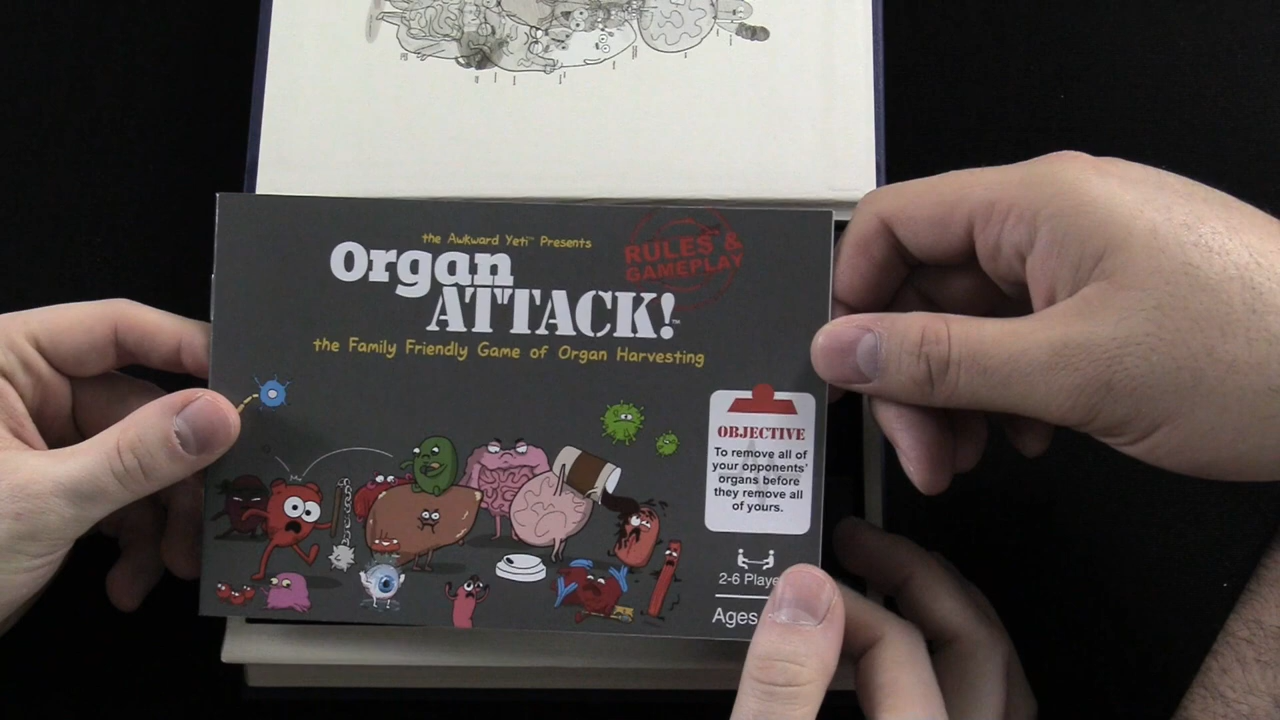 the Awkward Yeti™ Presents
Organ
ATTACK!™
RULES &
GAMEPLAY
the Family Friendly Game of Organ Harvesting
OBJECTIVE
To remove all of
your opponents'
organs before
they remove all
of yours.
2-6
Ages